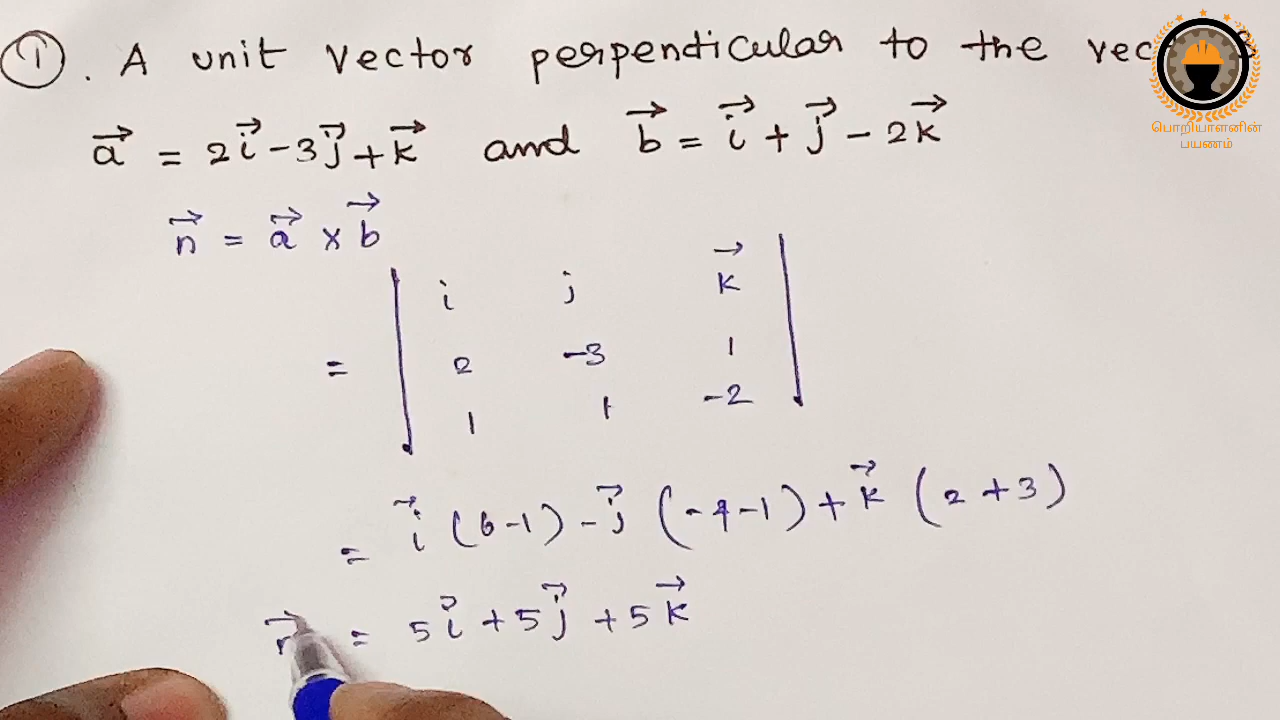 ① . A unit vector perpendicular to the
a⃗ = 2i⃗ - 3j⃗ + k⃗ and b⃗ = i⃗ + j⃗ - 2k⃗
பொறியாளனின்
பயணம்
n⃗ = a⃗ × b⃗
i j k⃗
= 2 -3 1
1 1 -2
= i⃗ (6-1) - j⃗ (-4-1) + k⃗ (2+3)
= 5i⃗ + 5j⃗ + 5k⃗